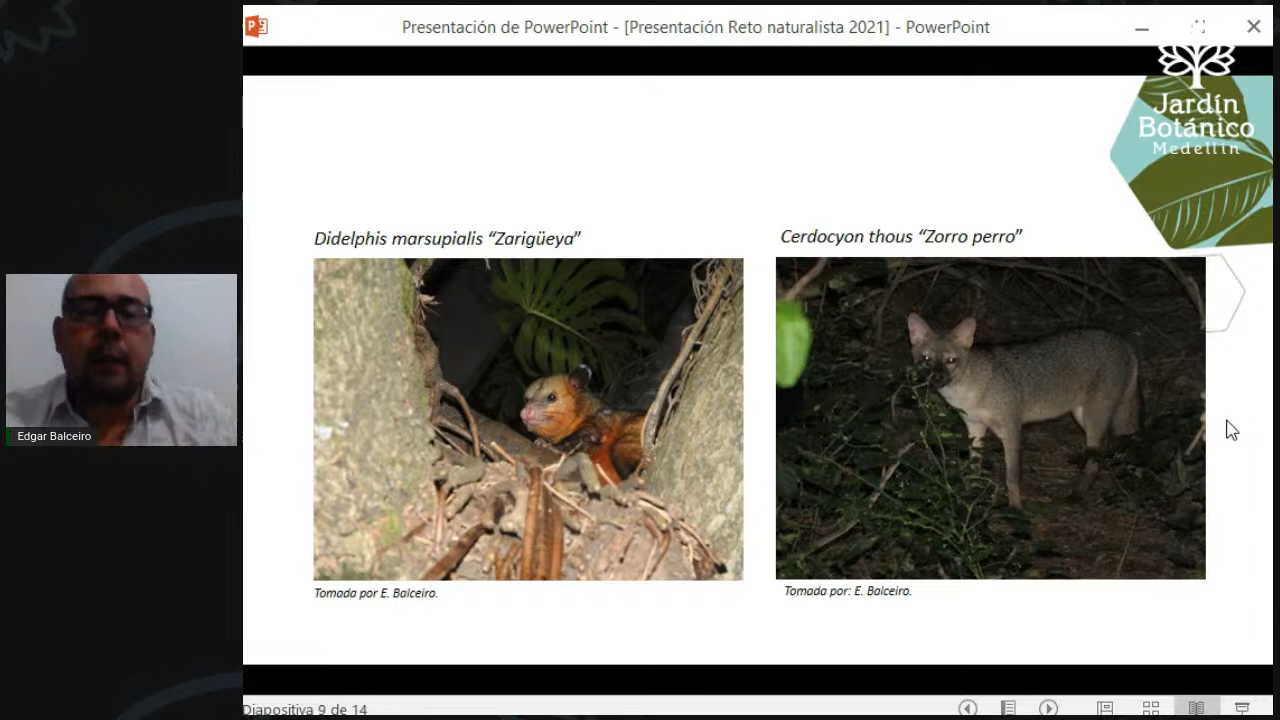 Presentación de PowerPoint - [Presentación Reto naturalista 2021] - PowerPoint
Jardín
Botánico
Medellín
Didelphis marsupialis “Zarigüeya”
Cerdocyon thous “Zorro perro”
Edgar Balceiro
Tomada por E. Balceiro.
Tomada por: E. Balceiro.
Diapositiva 9 de 14